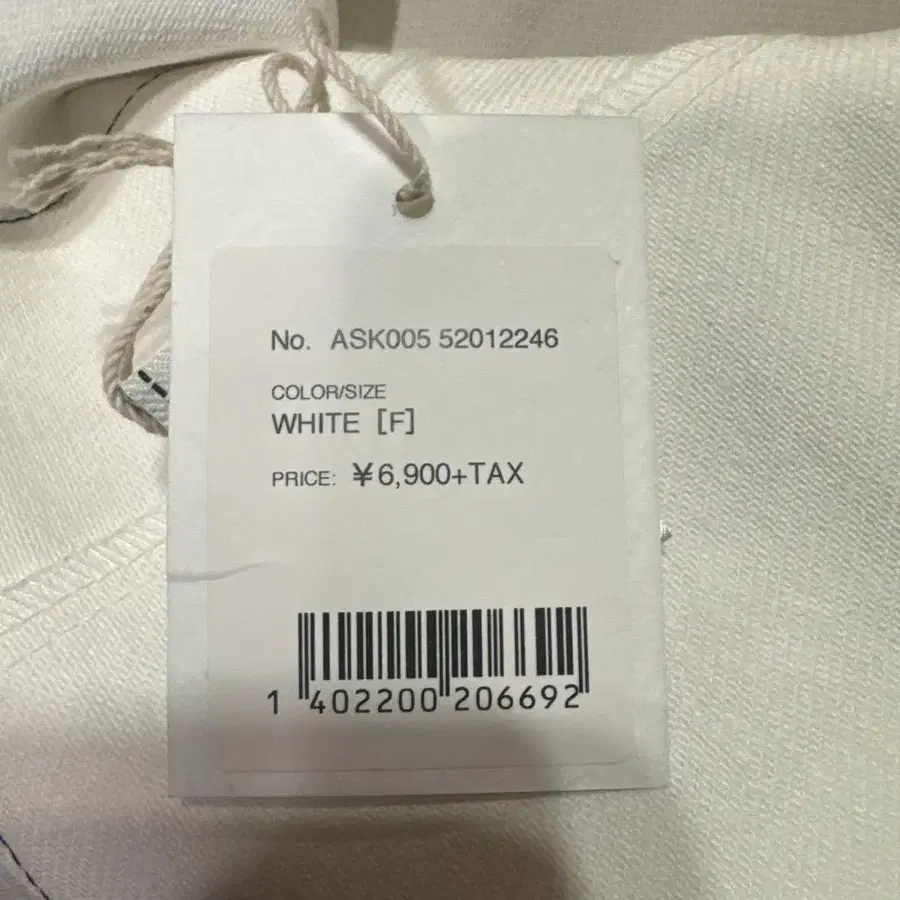 No. ASK005 52012246
COLOR/SIZE
WHITE [F]
PRICE: ¥6,900+TAX
1 402200 206692